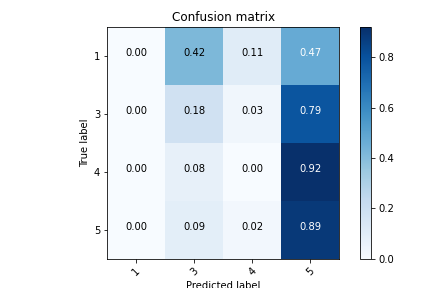 Confusion matrix
True label
1 0.00 0.42 0.11 0.47
3 0.00 0.18 0.03 0.79
4 0.00 0.08 0.00 0.92
5 0.00 0.09 0.02 0.89
1 3 4 5
Predicted label
0.8
0.6
0.4
0.2
0.0